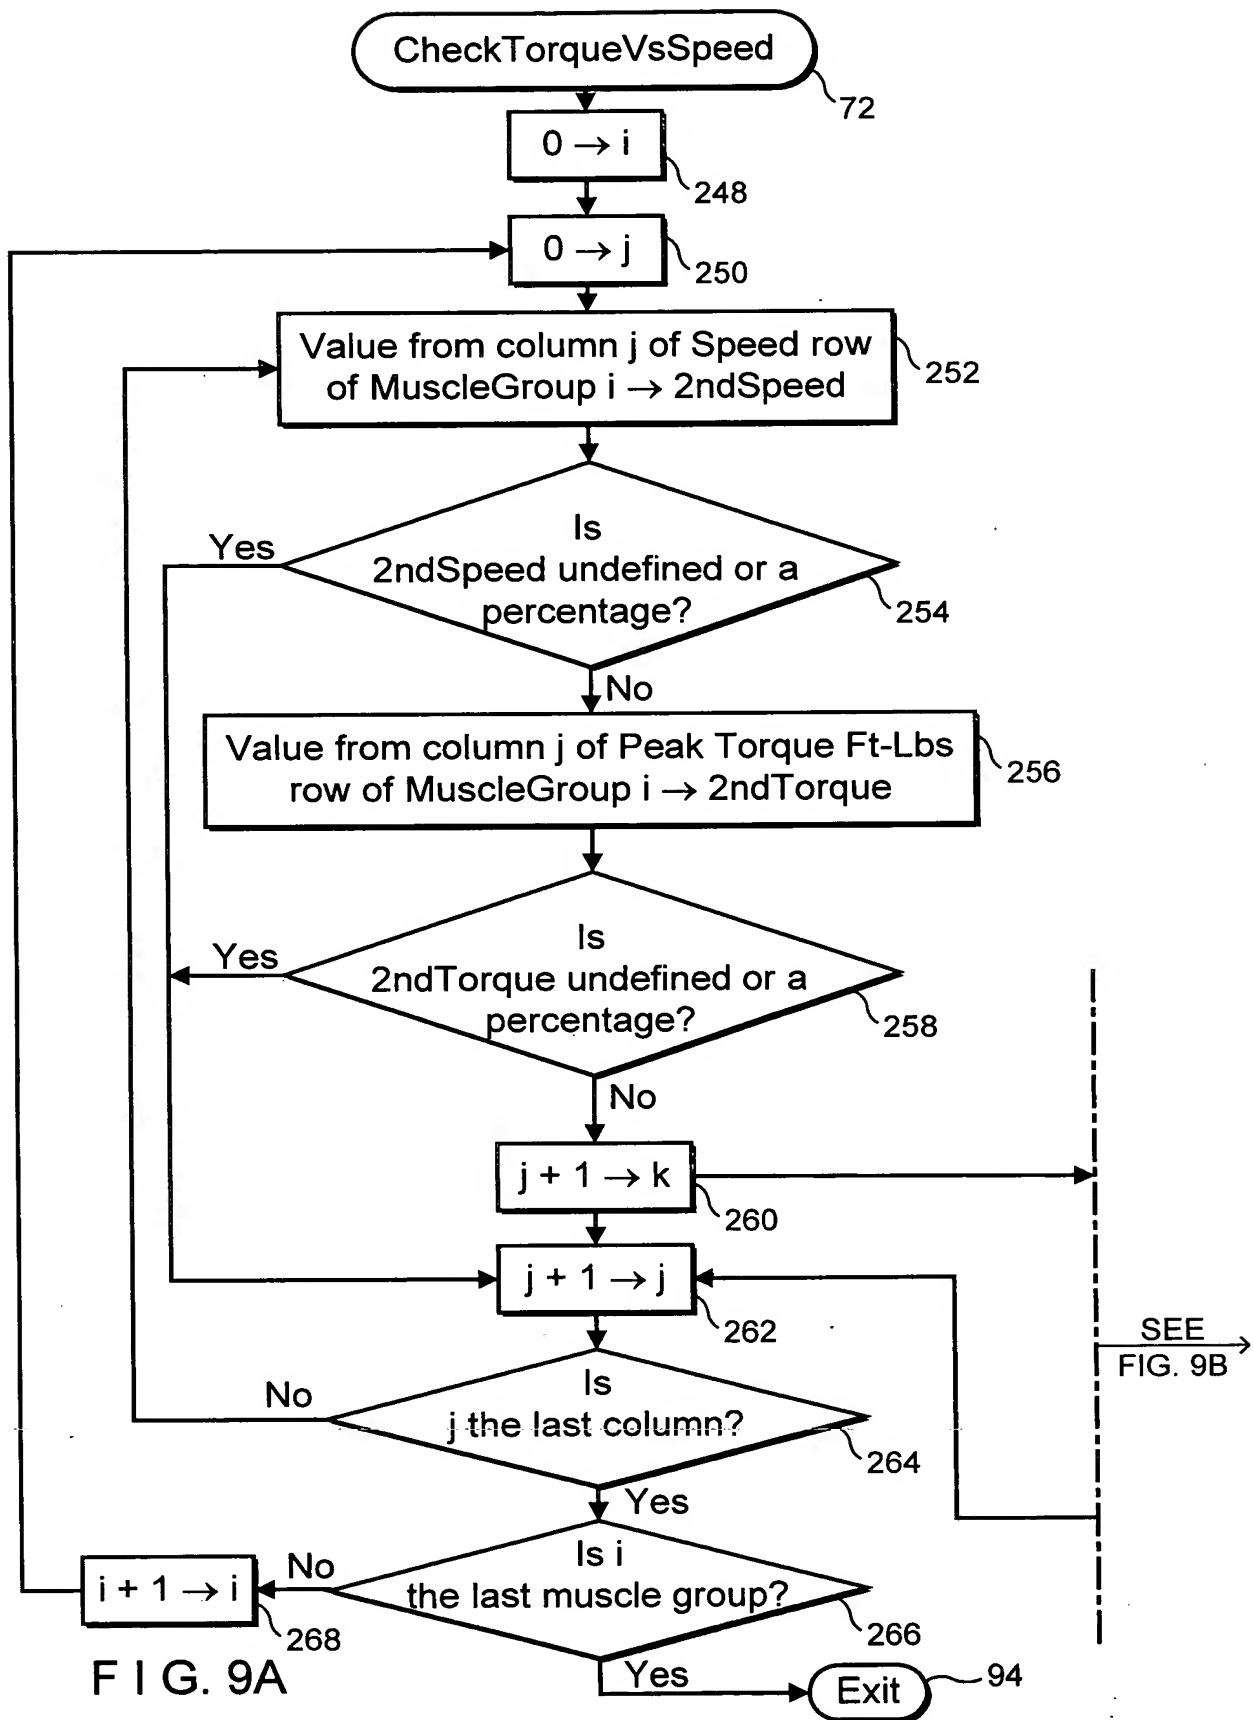 CheckTorqueVsSpeed
72
0 → i
248
0 → j
250
Value from column j of Speed row
of MuscleGroup i → 2ndSpeed
252
Is
2ndSpeed undefined or a
percentage?
Yes
254
No
Value from column j of Peak Torque Ft-Lbs
row of MuscleGroup i → 2ndTorque
256
Is
2ndTorque undefined or a
percentage?
Yes
258
No
j + 1 → k
260
j + 1 → j
262
SEE
FIG. 9B
Is
j the last column?
No
264
Yes
Is i
the last muscle group?
No
266
i + 1 → i
268
Yes
Exit
94
FIG. 9A